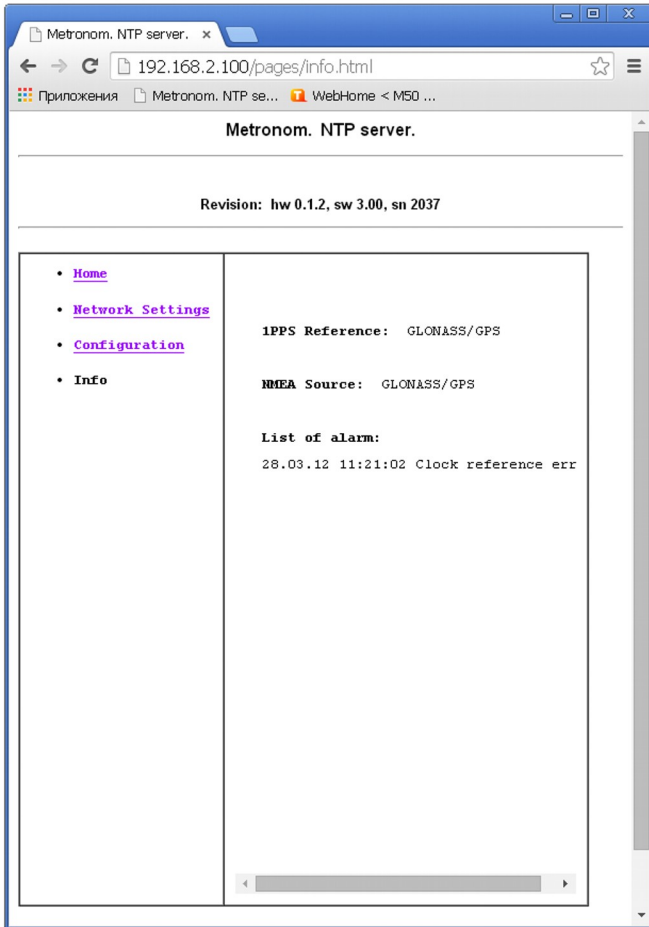 Metronom. NTP server.
192.168.2.100/pages/info.html
Приложения Metronom. NTP se... WebHome < M50 ...
Metronom. NTP server.
Revision: hw 0.1.2, sw 3.00, sn 2037
• Home
• Network Settings
• Configuration
• Info
1PPS Reference: GLONASS/GPS
NMEA Source: GLONASS/GPS
List of alarm:
28.03.12 11:21:02 Clock reference err